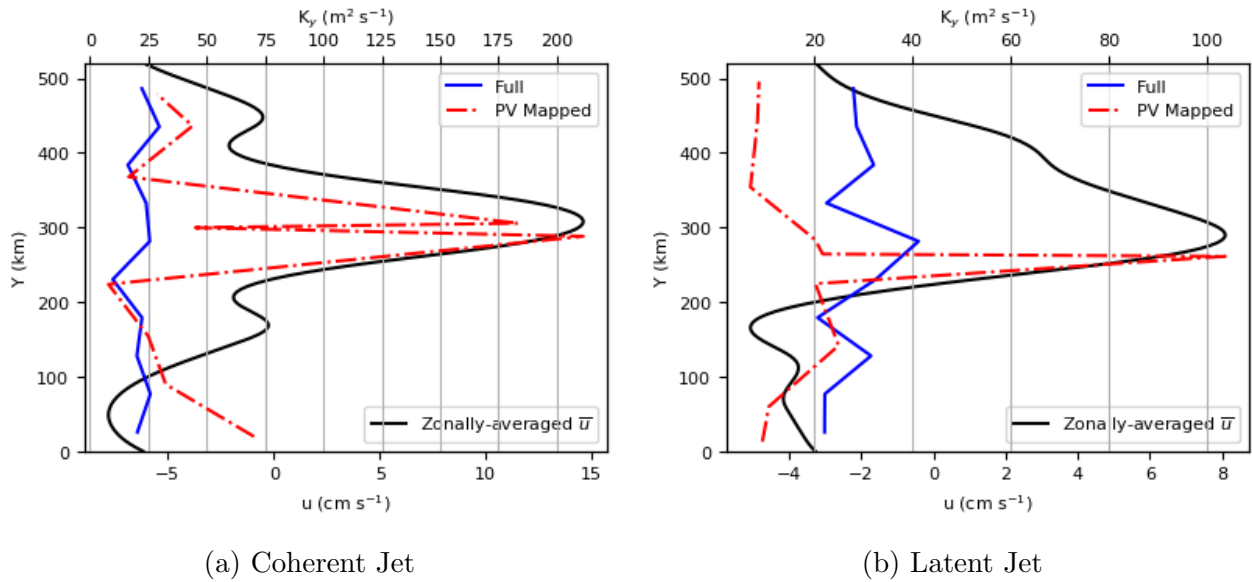 K_y (m² s⁻¹)
0 25 50 75 100 125 150 175 200
Full
PV Mapped
Zonally-averaged u̅
500
400
300
200
100
0
Y (km)
−5 0 5 10 15
u (cm s⁻¹)
(a) Coherent Jet
K_y (m² s⁻¹)
20 40 60 80 100
Full
PV Mapped
Zonally-averaged u̅
500
400
300
200
100
0
Y (km)
−4 −2 0 2 4 6 8
u (cm s⁻¹)
(b) Latent Jet